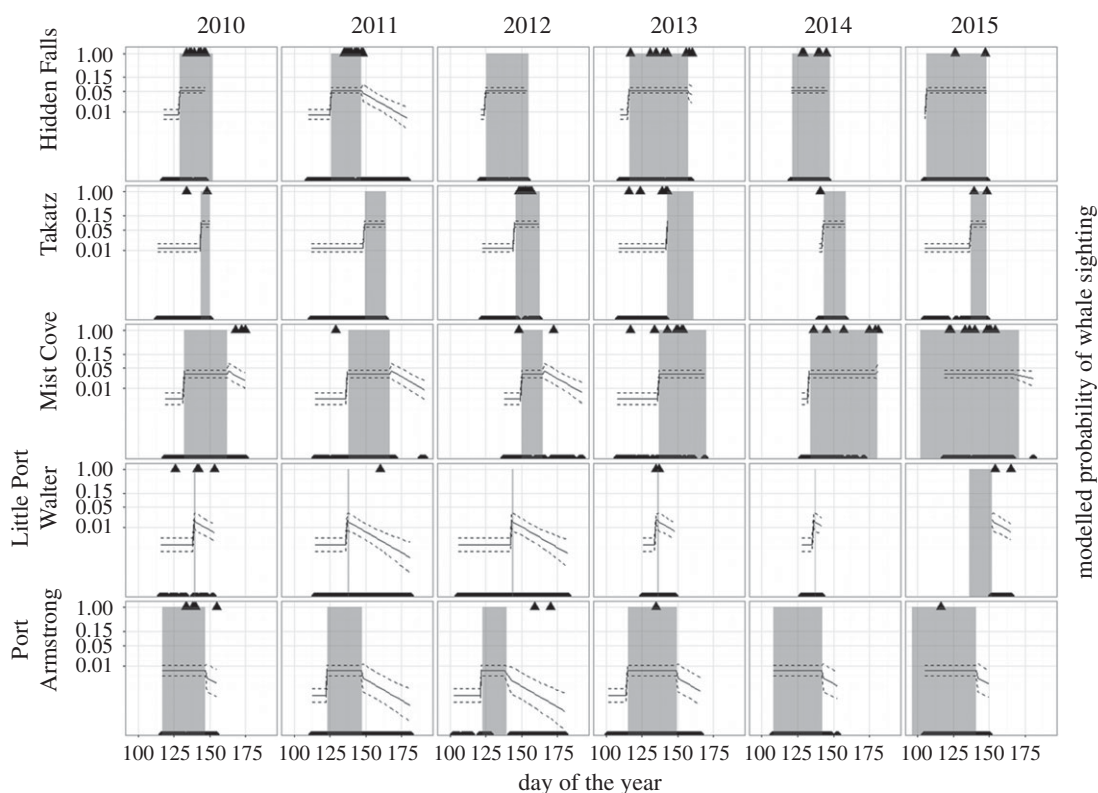 2010 2011 2012 2013 2014 2015
Hidden Falls
1.00
0.15
0.05
0.01
Takatz
1.00
0.15
0.05
0.01
Mist Cove
1.00
0.15
0.05
0.01
Little Port
Walter
1.00
0.15
0.05
0.01
Port
Armstrong
1.00
0.15
0.05
0.01
modelled probability of whale sighting
100 125 150 175 100 125 150 175 100 125 150 175 100 125 150 175 100 125 150 175 100 125 150 175
day of the year